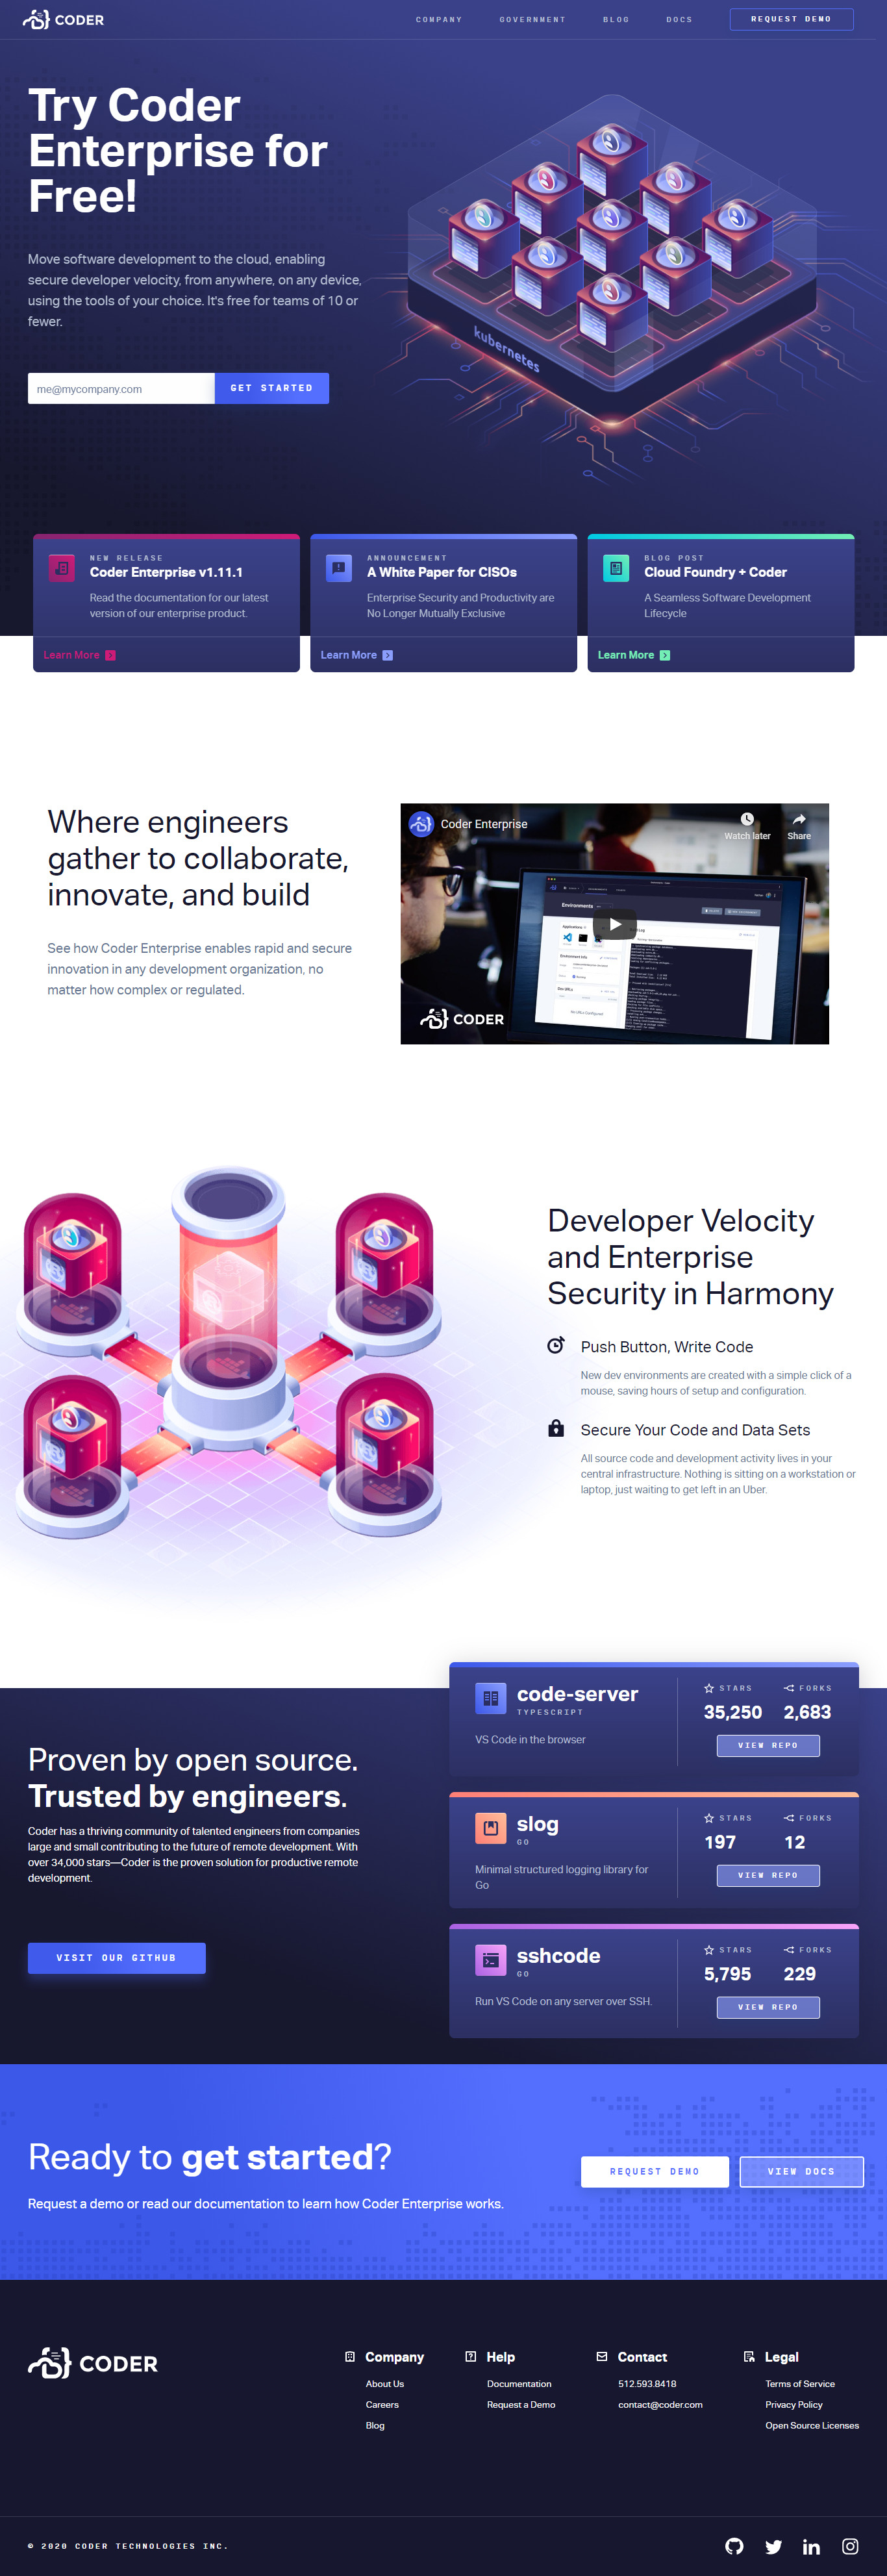 CODER
COMPANY
GOVERNMENT
BLOG
DOCS
REQUEST DEMO
Try Coder
Enterprise for
Free!
Move software development to the cloud, enabling
secure developer velocity, from anywhere, on any device,
using the tools of your choice. It's free for teams of 10 or
fewer.
me@mycompany.com
GET STARTED
kubernetes
NEW RELEASE
Coder Enterprise v1.11.1
Read the documentation for our latest
version of our enterprise product.
Learn More
ANNOUNCEMENT
A White Paper for CISOs
Enterprise Security and Productivity are
No Longer Mutually Exclusive
Learn More
BLOG POST
Cloud Foundry + Coder
A Seamless Software Development
Lifecycle
Learn More
Where engineers
gather to collaborate,
innovate, and build
See how Coder Enterprise enables rapid and secure
innovation in any development organization, no
matter how complex or regulated.
Coder Enterprise
Watch later
Share
Environments
No URLs Configured
CODER
Developer Velocity
and Enterprise
Security in Harmony
Push Button, Write Code
New dev environments are created with a simple click of a
mouse, saving hours of setup and configuration.
Secure Your Code and Data Sets
All source code and development activity lives in your
central infrastructure. Nothing is sitting on a workstation or
laptop, just waiting to get left in an Uber.
Proven by open source.
Trusted by engineers.
Coder has a thriving community of talented engineers from companies
large and small contributing to the future of remote development. With
over 34,000 stars—Coder is the proven solution for productive remote
development.
VISIT OUR GITHUB
code-server
TYPESCRIPT
VS Code in the browser
STARS
FORKS
35,250
2,683
VIEW REPO
slog
GO
Minimal structured logging library for
Go
STARS
FORKS
197
12
VIEW REPO
sshcode
GO
Run VS Code on any server over SSH.
STARS
FORKS
5,795
229
VIEW REPO
Ready to get started?
Request a demo or read our documentation to learn how Coder Enterprise works.
REQUEST DEMO
VIEW DOCS
CODER
Company
About Us
Careers
Blog
Help
Documentation
Request a Demo
Contact
512.593.8418
contact@coder.com
Legal
Terms of Service
Privacy Policy
Open Source Licenses
© 2020 CODER TECHNOLOGIES INC.